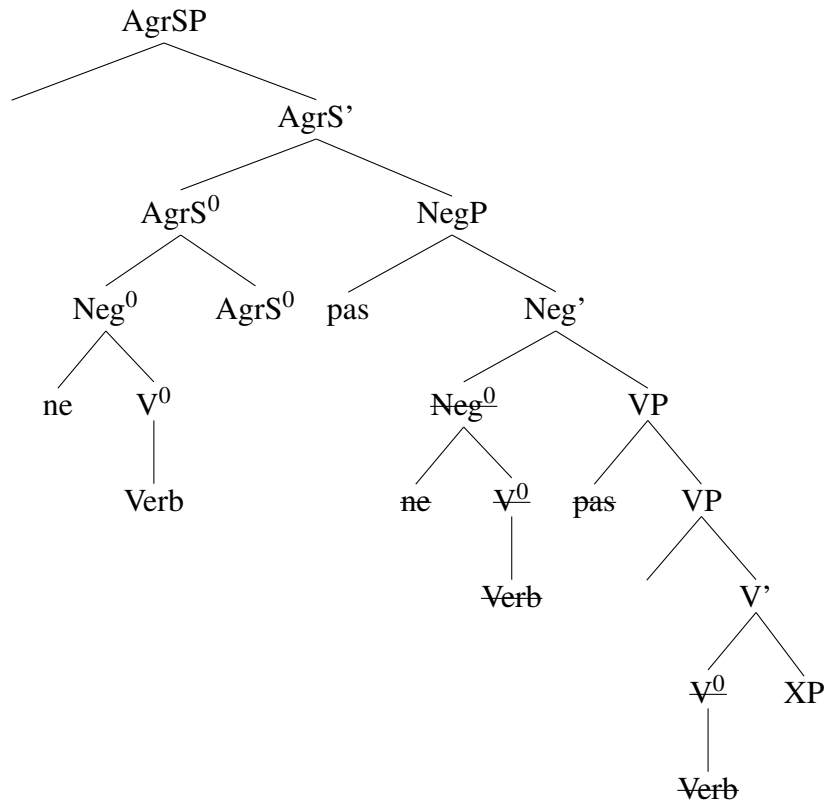 AgrSP
AgrS’
AgrS⁰ NegP
Neg⁰ AgrS⁰ pas Neg’
ne V⁰ ~~Neg⁰~~ VP
Verb ~~ne~~ ~~V⁰~~ ~~pas~~ VP
~~Verb~~ V’
~~V⁰~~ XP
~~Verb~~